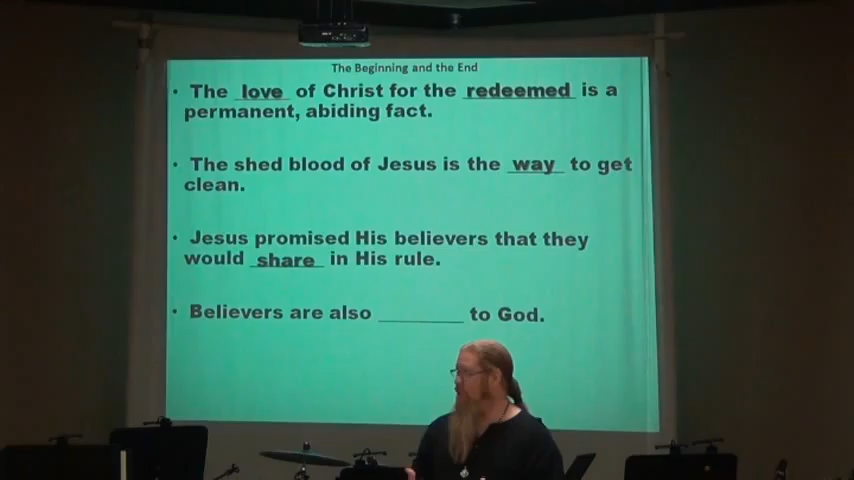 The Beginning and the End
• The love of Christ for the redeemed is a
permanent, abiding fact.
• The shed blood of Jesus is the way to get
clean.
• Jesus promised His believers that they
would share in His rule.
• Believers are also ________ to God.